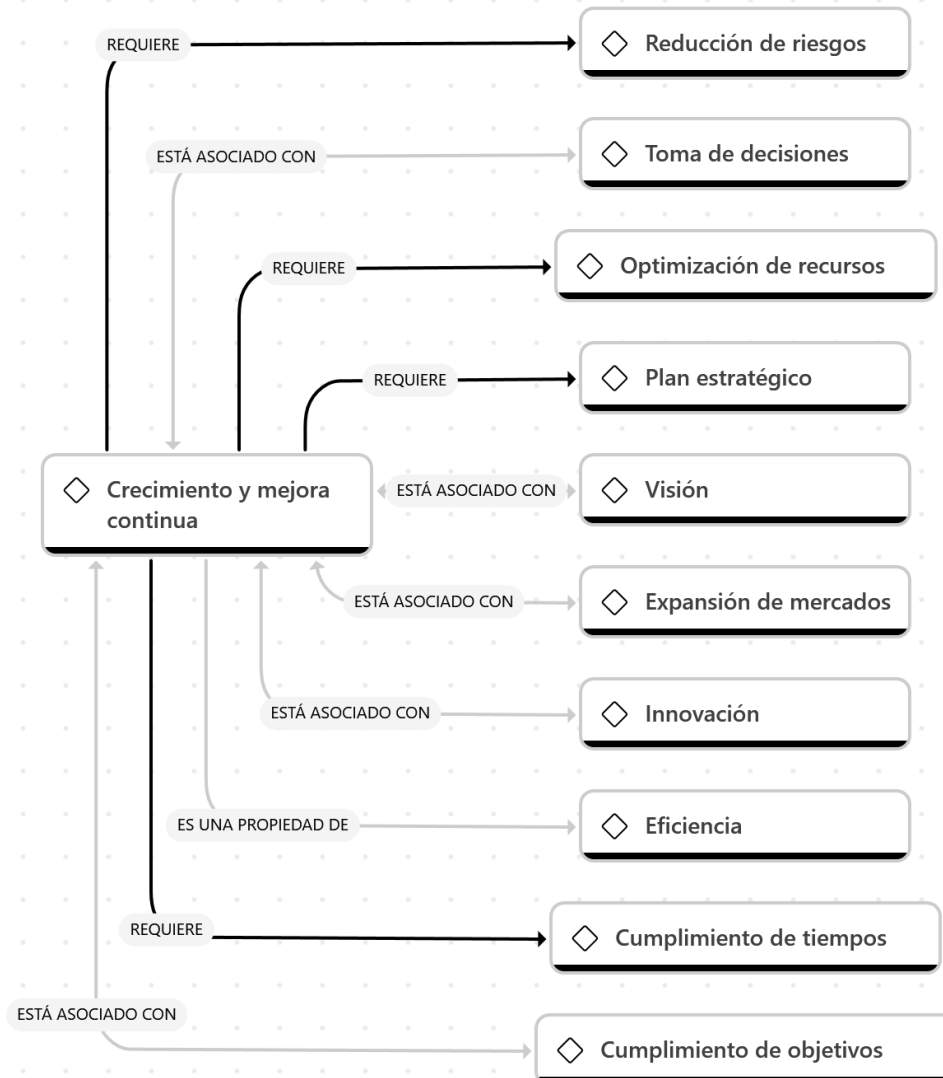 REQUIERE
Reducción de riesgos
ESTÁ ASOCIADO CON
Toma de decisiones
REQUIERE
Optimización de recursos
REQUIERE
Plan estratégico
Crecimiento y mejora
continua
ESTÁ ASOCIADO CON
Visión
ESTÁ ASOCIADO CON
Expansión de mercados
ESTÁ ASOCIADO CON
Innovación
ES UNA PROPIEDAD DE
Eficiencia
REQUIERE
Cumplimiento de tiempos
ESTÁ ASOCIADO CON
Cumplimiento de objetivos